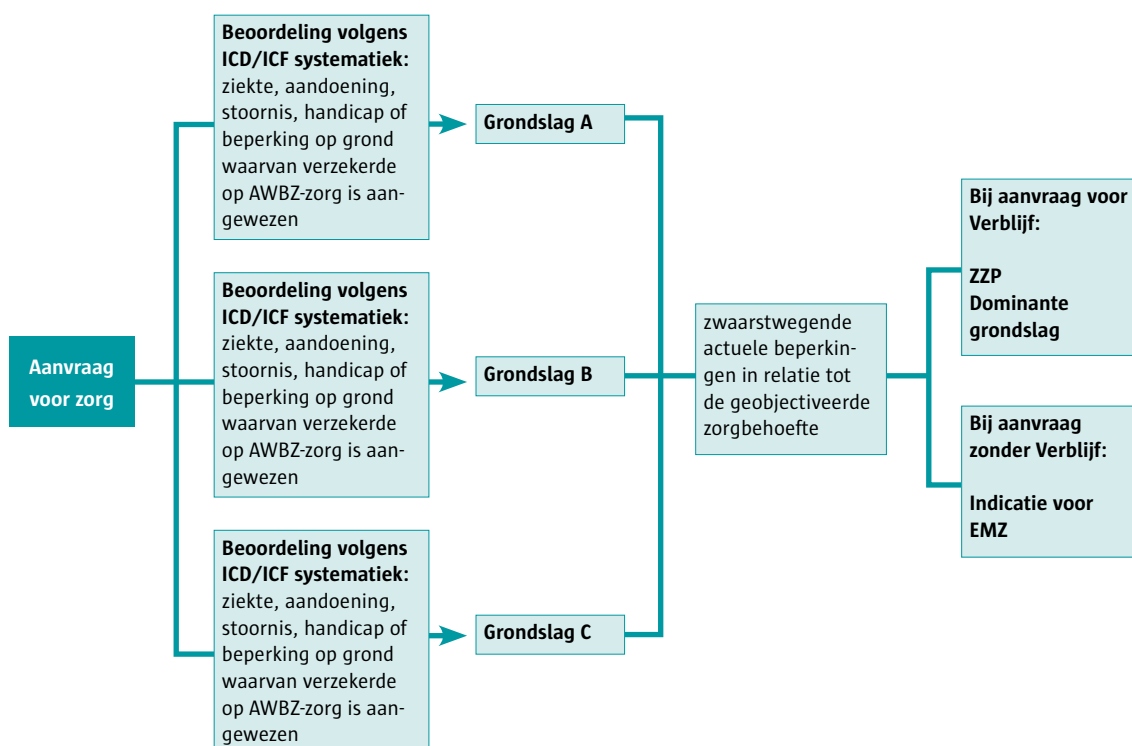 Aanvraag
voor zorg
Beoordeling volgens
ICD/ICF systematiek:
ziekte, aandoening,
stoornis, handicap of
beperking op grond
waarvan verzekerde
op AWBZ-zorg is aan-
gewezen
Grondslag A
Beoordeling volgens
ICD/ICF systematiek:
ziekte, aandoening,
stoornis, handicap of
beperking op grond
waarvan verzekerde
op AWBZ-zorg is aan-
gewezen
Grondslag B
Beoordeling volgens
ICD/ICF systematiek:
ziekte, aandoening,
stoornis, handicap of
beperking op grond
waarvan verzekerde
op AWBZ-zorg is aan-
gewezen
Grondslag C
zwaarstwegende
actuele beperkin-
gen in relatie tot
de geobjectiveerde
zorgbehoefte
Bij aanvraag voor
Verblijf:
ZZP
Dominante
grondslag
Bij aanvraag
zonder Verblijf:
Indicatie voor
EMZ